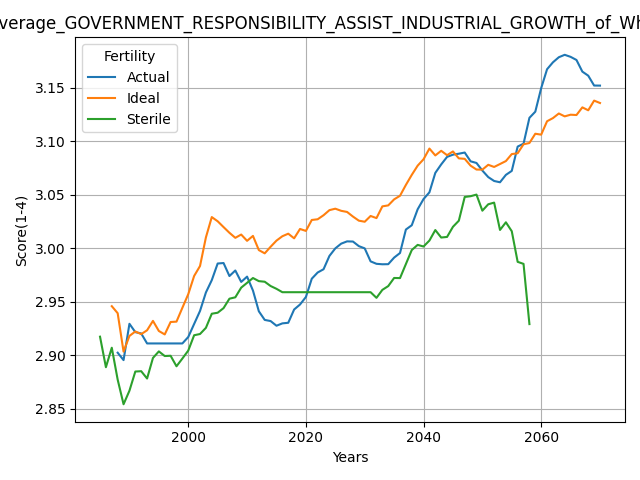 verage_GOVERNMENT_RESPONSIBILITY_ASSIST_INDUSTRIAL_GROWTH_of_Wh
Fertility
Actual
Ideal
Sterile
Score(1-4)
3.15
3.10
3.05
3.00
2.95
2.90
2.85
2000 2020 2040 2060
Years